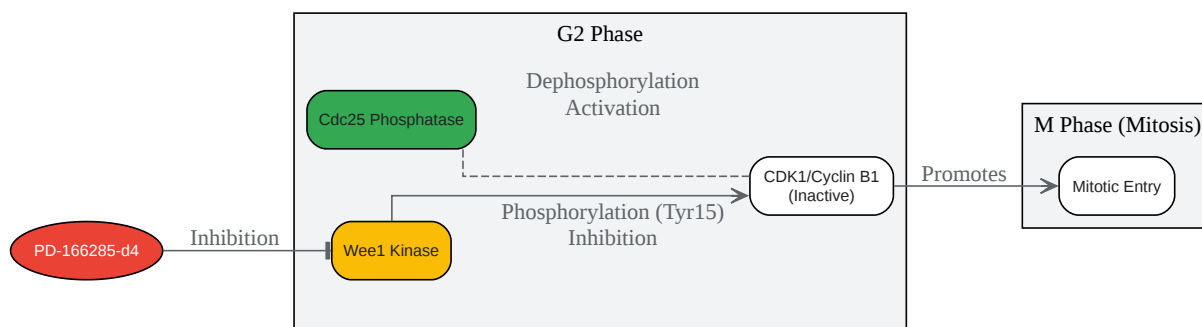 G2 Phase
Dephosphorylation
Activation
Cdc25 Phosphatase
M Phase (Mitosis)
CDK1/Cyclin B1
(Inactive)
Promotes
Mitotic Entry
Phosphorylation (Tyr15)
Inhibition
Inhibition
PD-166285-d4
Wee1 Kinase